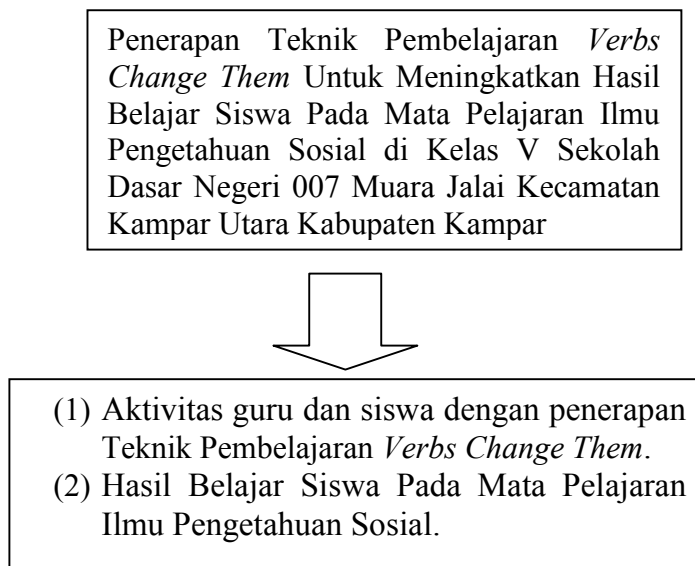 Penerapan Teknik Pembelajaran Verbs
Change Them Untuk Meningkatkan Hasil
Belajar Siswa Pada Mata Pelajaran Ilmu
Pengetahuan Sosial di Kelas V Sekolah
Dasar Negeri 007 Muara Jalai Kecamatan
Kampar Utara Kabupaten Kampar
(1) Aktivitas guru dan siswa dengan penerapan
Teknik Pembelajaran Verbs Change Them.
(2) Hasil Belajar Siswa Pada Mata Pelajaran
Ilmu Pengetahuan Sosial.